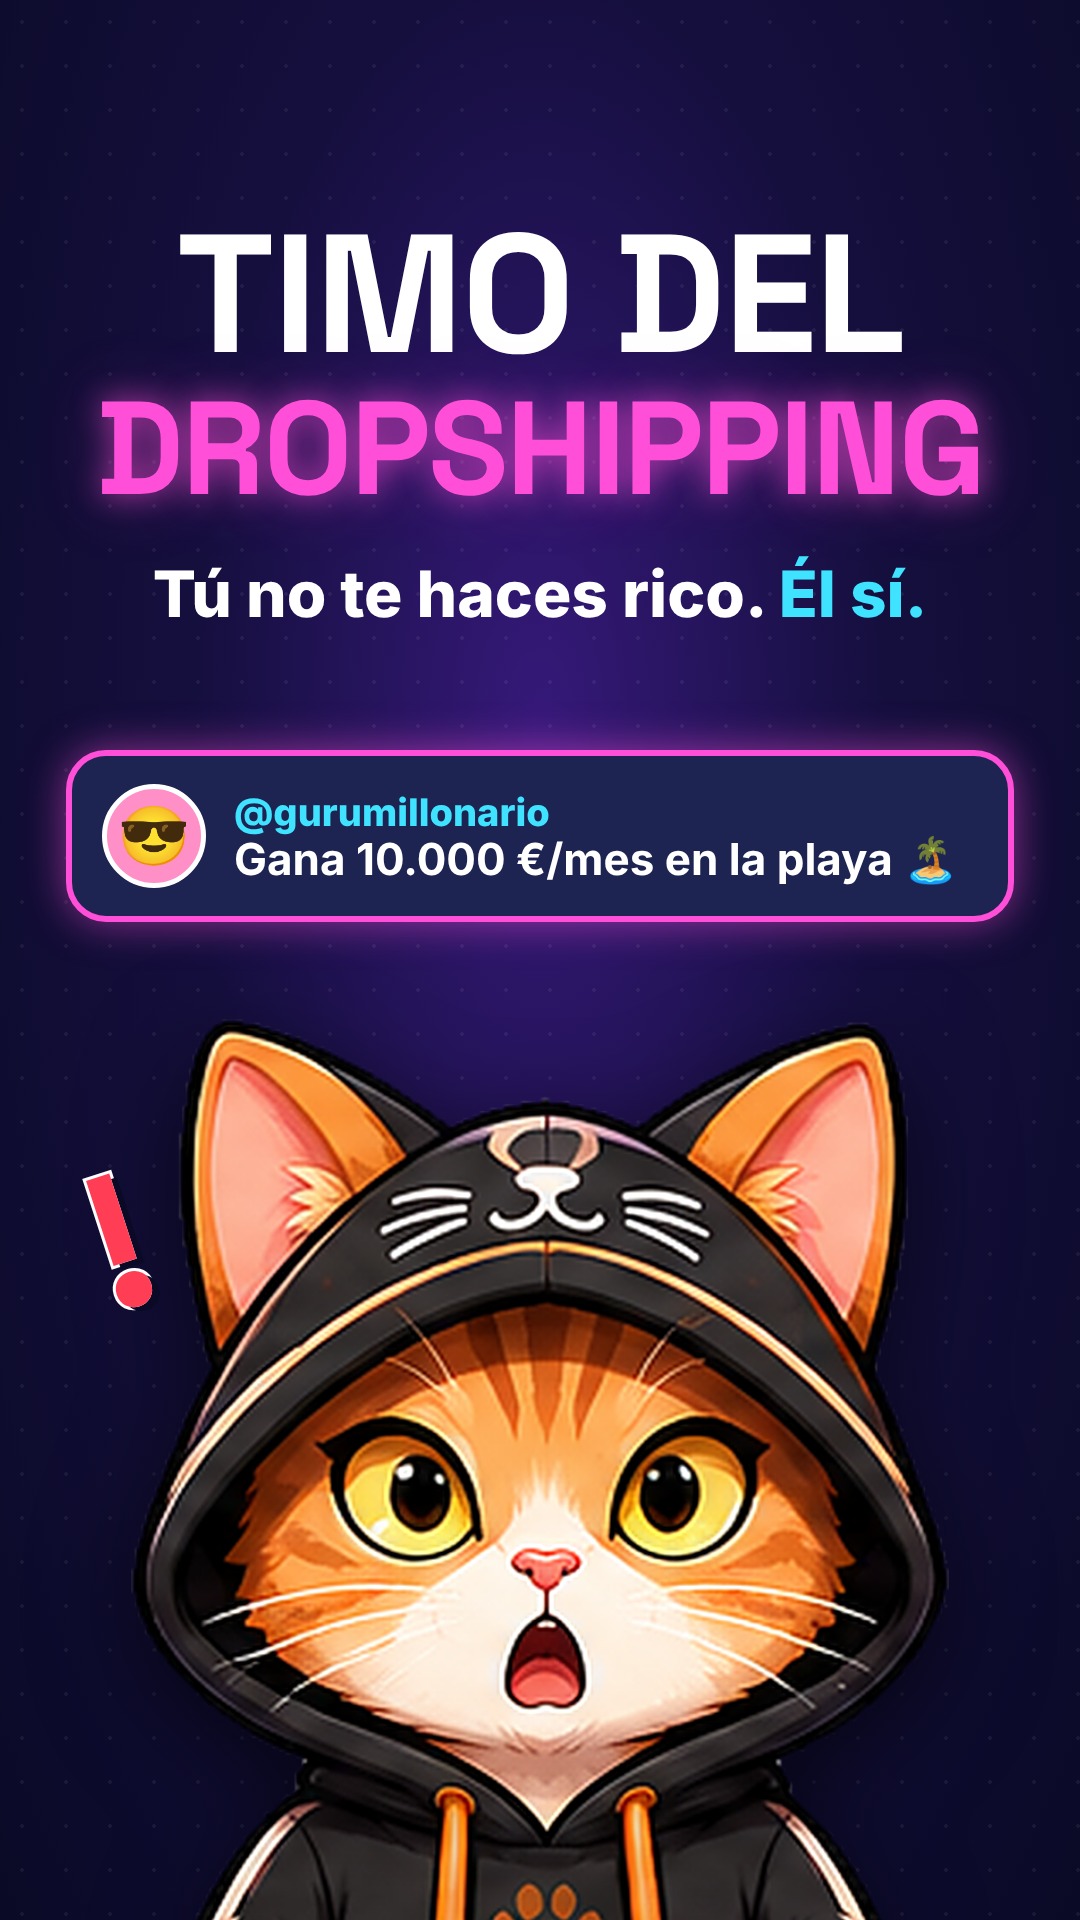 TIMO DEL
DROPSHIPPING
Tú no te haces rico. Él sí.
@gurumillonario
Gana 10.000 €/mes en la playa 🏝️
!